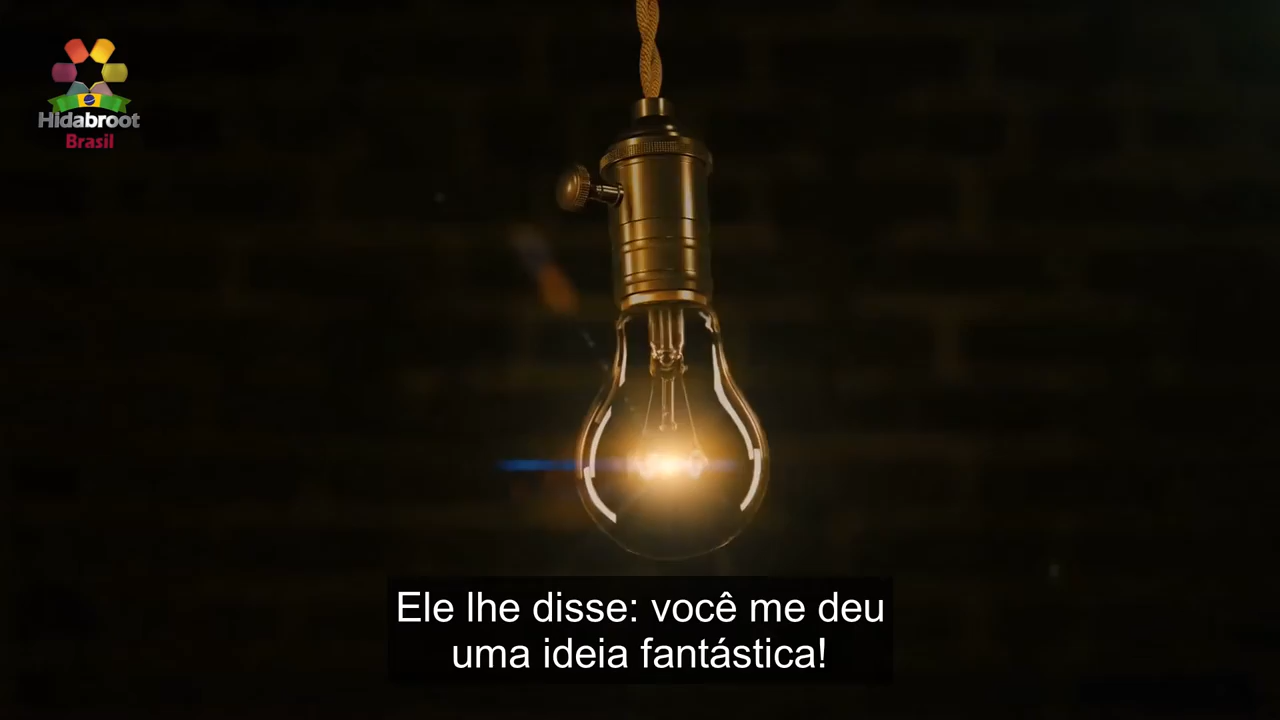 Hidabroot
Brasil
Ele lhe disse: você me deu
uma ideia fantástica!